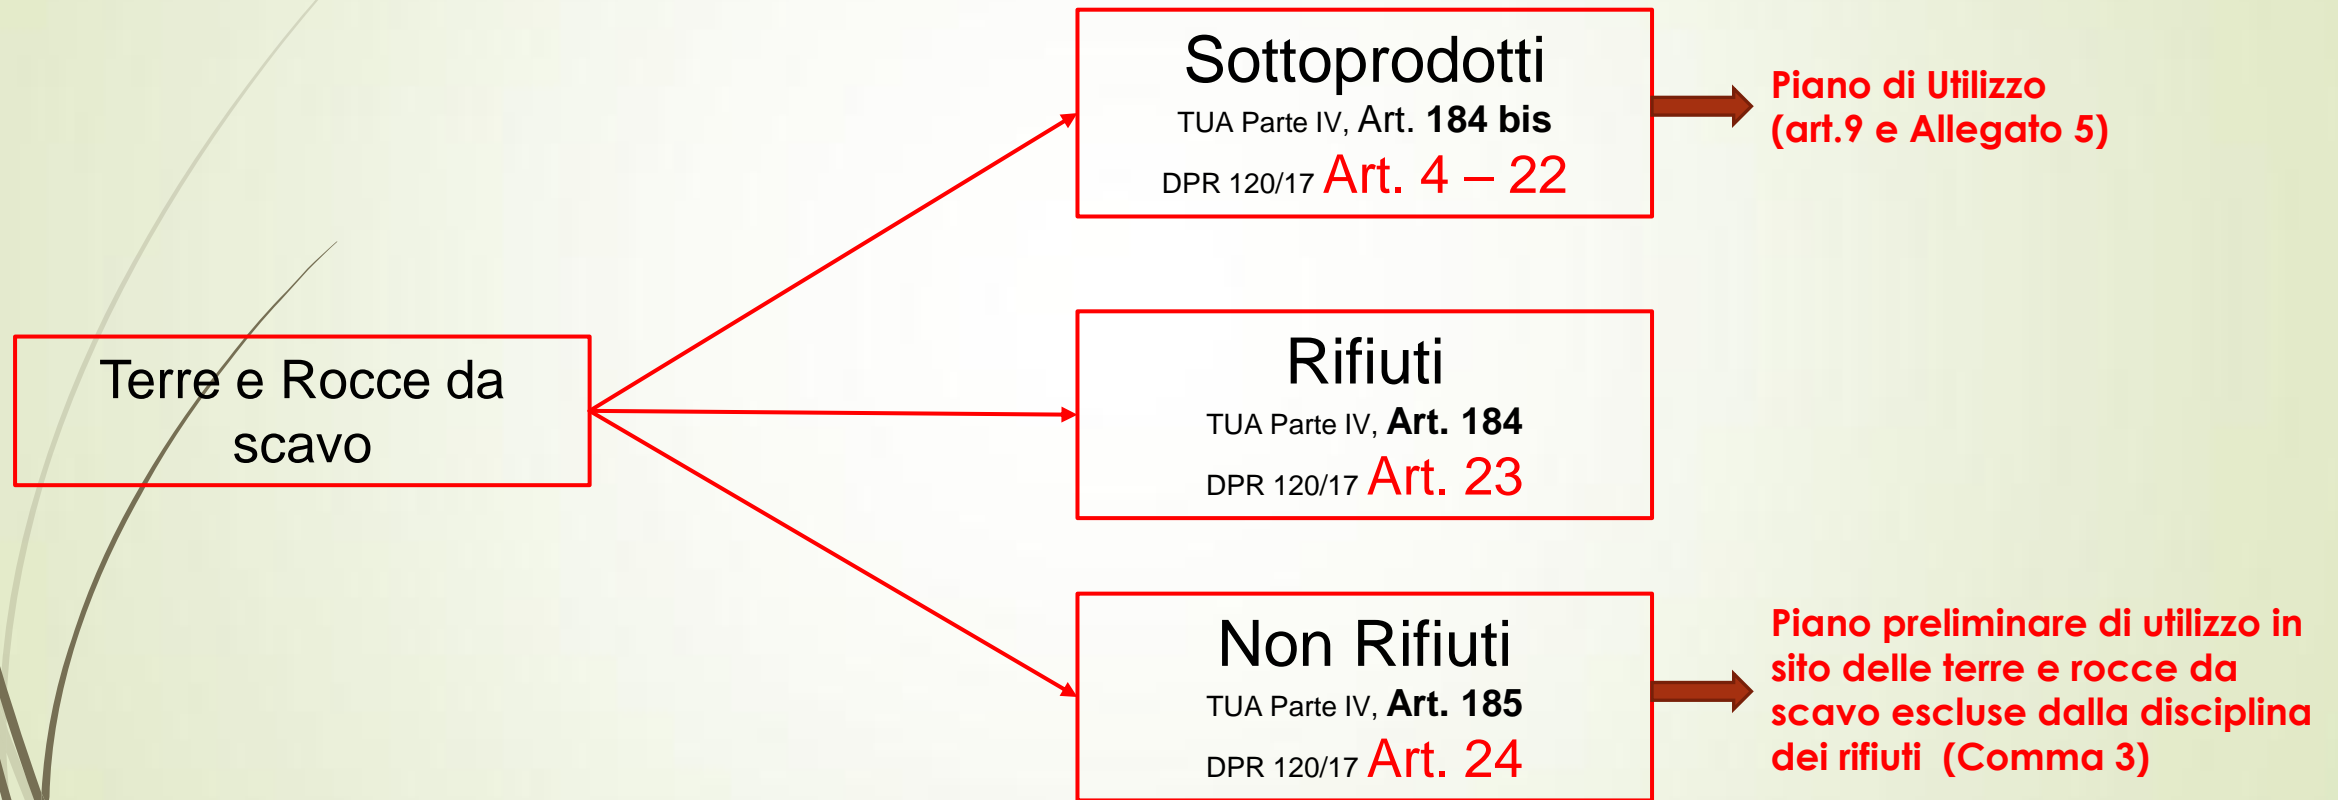 Sottoprodotti
TUA Parte IV, Art. 184 bis
DPR 120/17 Art. 4 – 22
Piano di Utilizzo
(art.9 e Allegato 5)
Terre e Rocce da
scavo
Rifiuti
TUA Parte IV, Art. 184
DPR 120/17 Art. 23
Non Rifiuti
TUA Parte IV, Art. 185
DPR 120/17 Art. 24
Piano preliminare di utilizzo in
sito delle terre e rocce da
scavo escluse dalla disciplina
dei rifiuti (Comma 3)